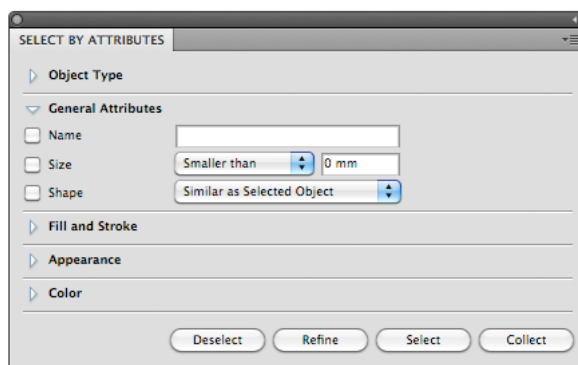 SELECT BY ATTRIBUTES
Object Type
General Attributes
Name
Size Smaller than 0 mm
Shape Similar as Selected Object
Fill and Stroke
Appearance
Color
Deselect Refine Select Collect